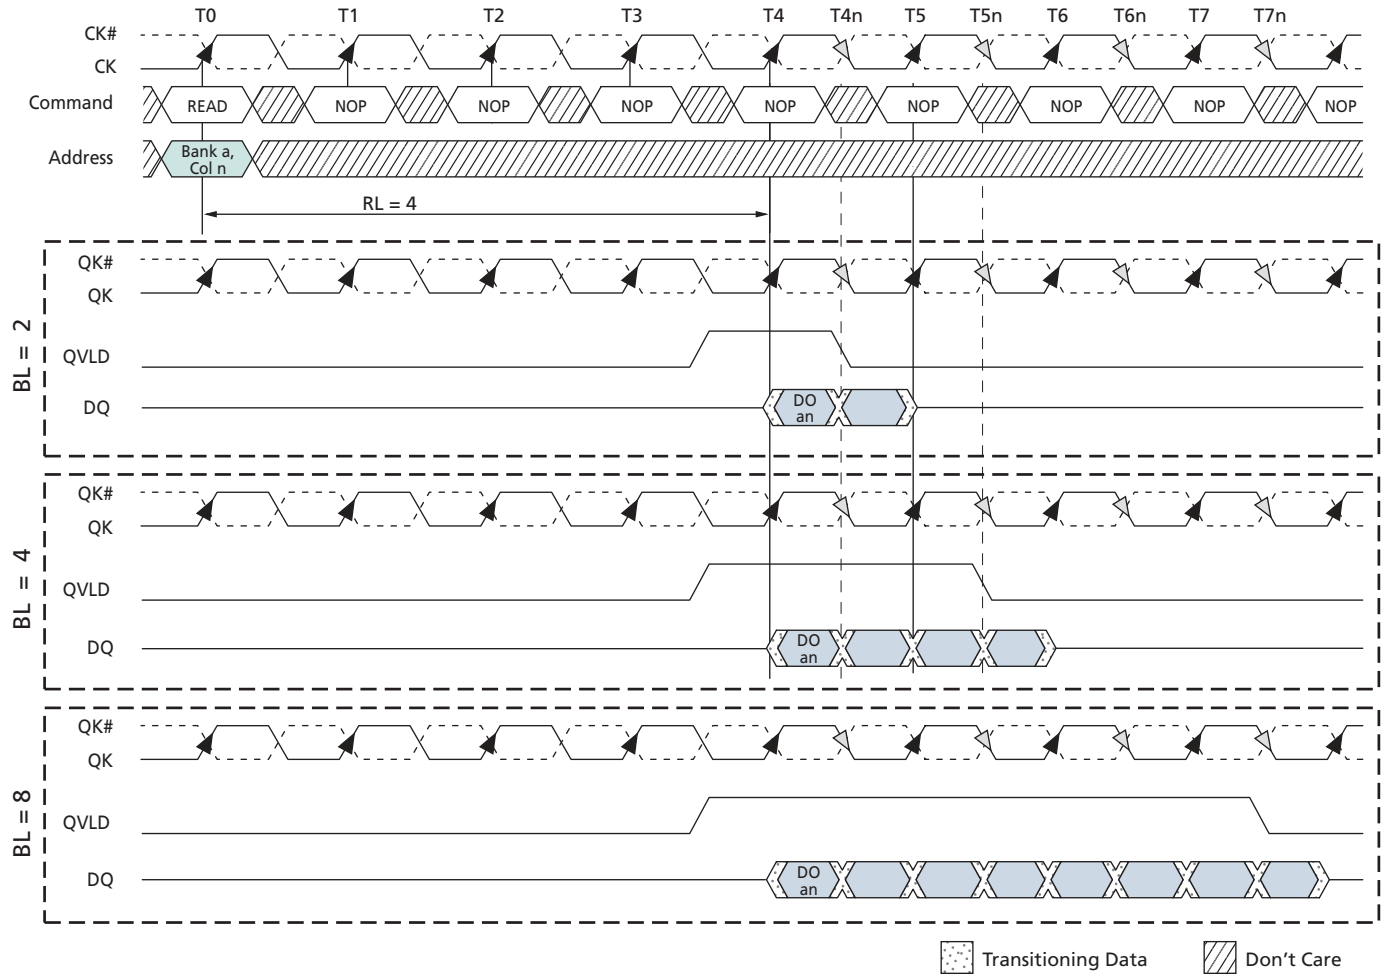 T0 T1 T2 T3 T4 T4n T5 T5n T6 T6n T7 T7n
CK#
CK
Command READ NOP NOP NOP NOP NOP NOP NOP NOP
Address Bank a,
Col n
RL = 4
BL = 2
QK#
QK
QVLD
DQ DO
an
BL = 4
QK#
QK
QVLD
DQ DO
an
BL = 8
QK#
QK
QVLD
DQ DO
an
Transitioning Data Don't Care